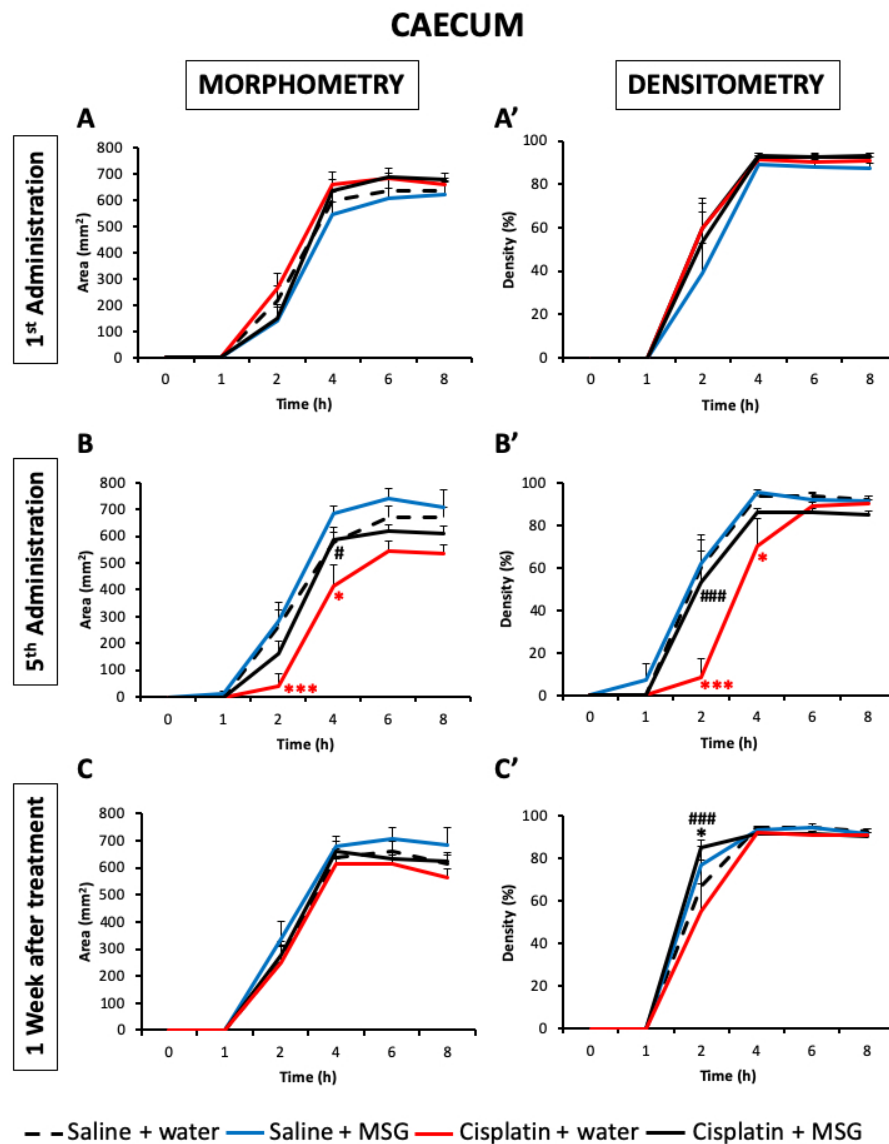 CAECUM
MORPHOMETRY
DENSITOMETRY
1st Administration
A
800
700
600
500
400
300
200
100
0
Area (mm²)
0 1 2 4 6 8
Time (h)
A’
100
80
60
40
20
0
Density (%)
0 1 2 4 6 8
Time (h)
5th Administration
B
800
700
600
500
400
300
200
100
0
Area (mm²)
#
*
***
0 1 2 4 6 8
Time (h)
B’
100
80
60
40
20
0
Density (%)
*
###
***
0 1 2 4 6 8
Time (h)
1 Week after treatment
C
800
700
600
500
400
300
200
100
0
Area (mm²)
0 1 2 4 6 8
Time (h)
C’
100
80
60
40
20
0
Density (%)
###
*
0 1 2 4 6 8
Time (h)
Saline + water Saline + MSG Cisplatin + water Cisplatin + MSG